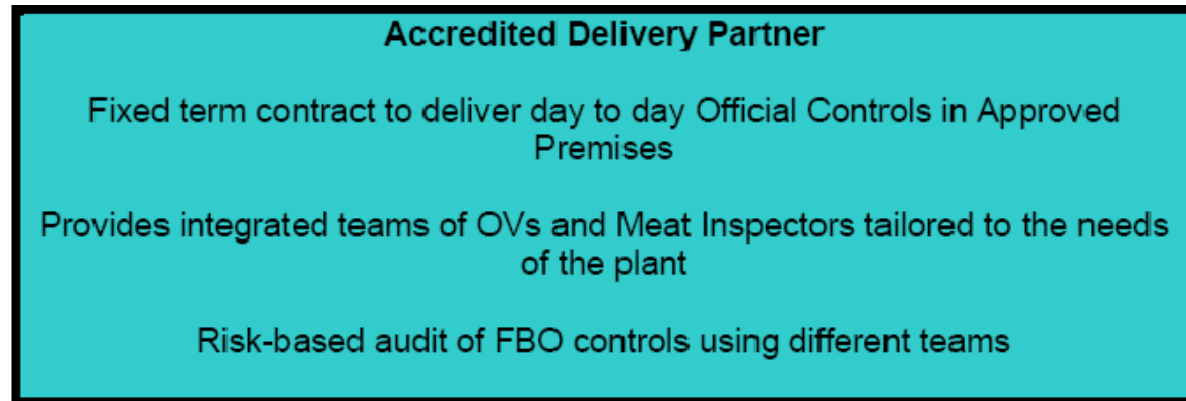 Accredited Delivery Partner
Fixed term contract to deliver day to day Official Controls in Approved
Premises
Provides integrated teams of OVs and Meat Inspectors tailored to the needs
of the plant
Risk-based audit of FBO controls using different teams